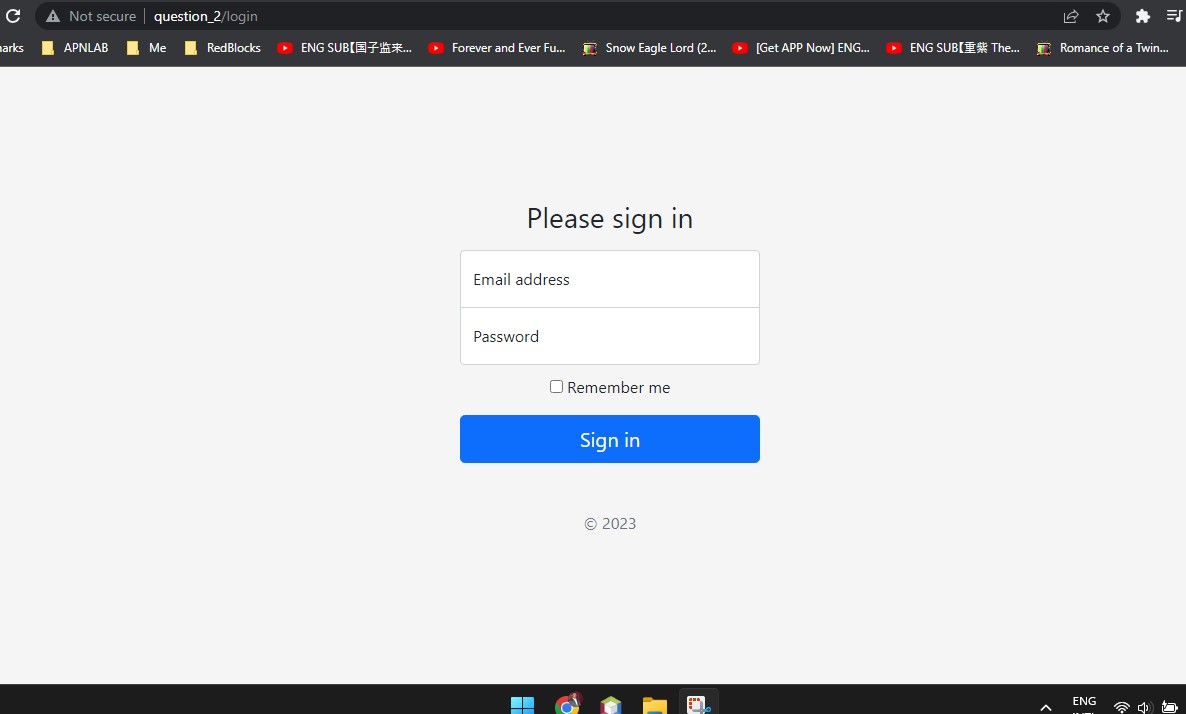 Not secure question_2/login
arks APNLAB Me RedBlocks ENG SUB【国子监来... Forever and Ever Fu... Snow Eagle Lord (2... [Get APP Now] ENG... ENG SUB【重紫 The... Romance of a Twin...
Please sign in
Email address
Password
Remember me
Sign in
© 2023
ENG